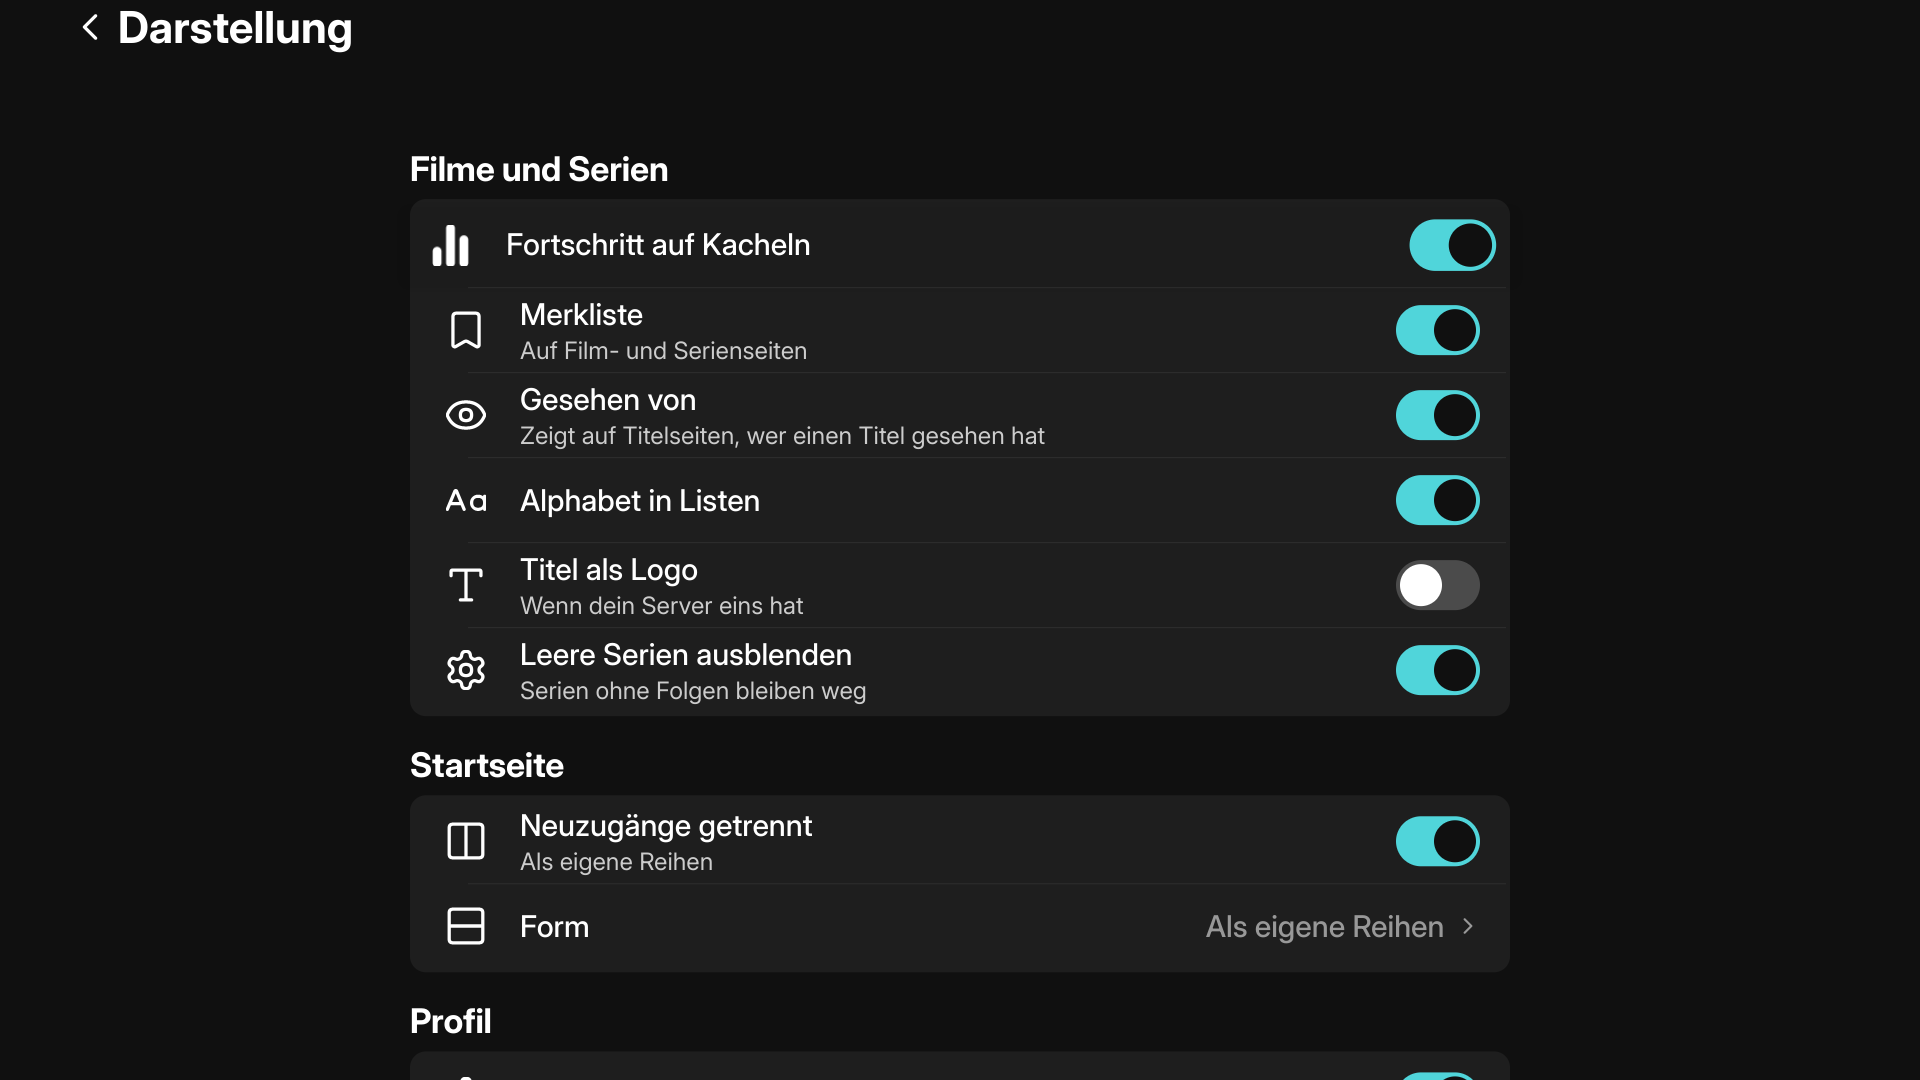 Darstellung
Filme und Serien
Fortschritt auf Kacheln
Merkliste
Auf Film- und Serienseiten
Gesehen von
Zeigt auf Titelseiten, wer einen Titel gesehen hat
Aa Alphabet in Listen
Titel als Logo
Wenn dein Server eins hat
Leere Serien ausblenden
Serien ohne Folgen bleiben weg
Startseite
Neuzugänge getrennt
Als eigene Reihen
Form Als eigene Reihen
Profil